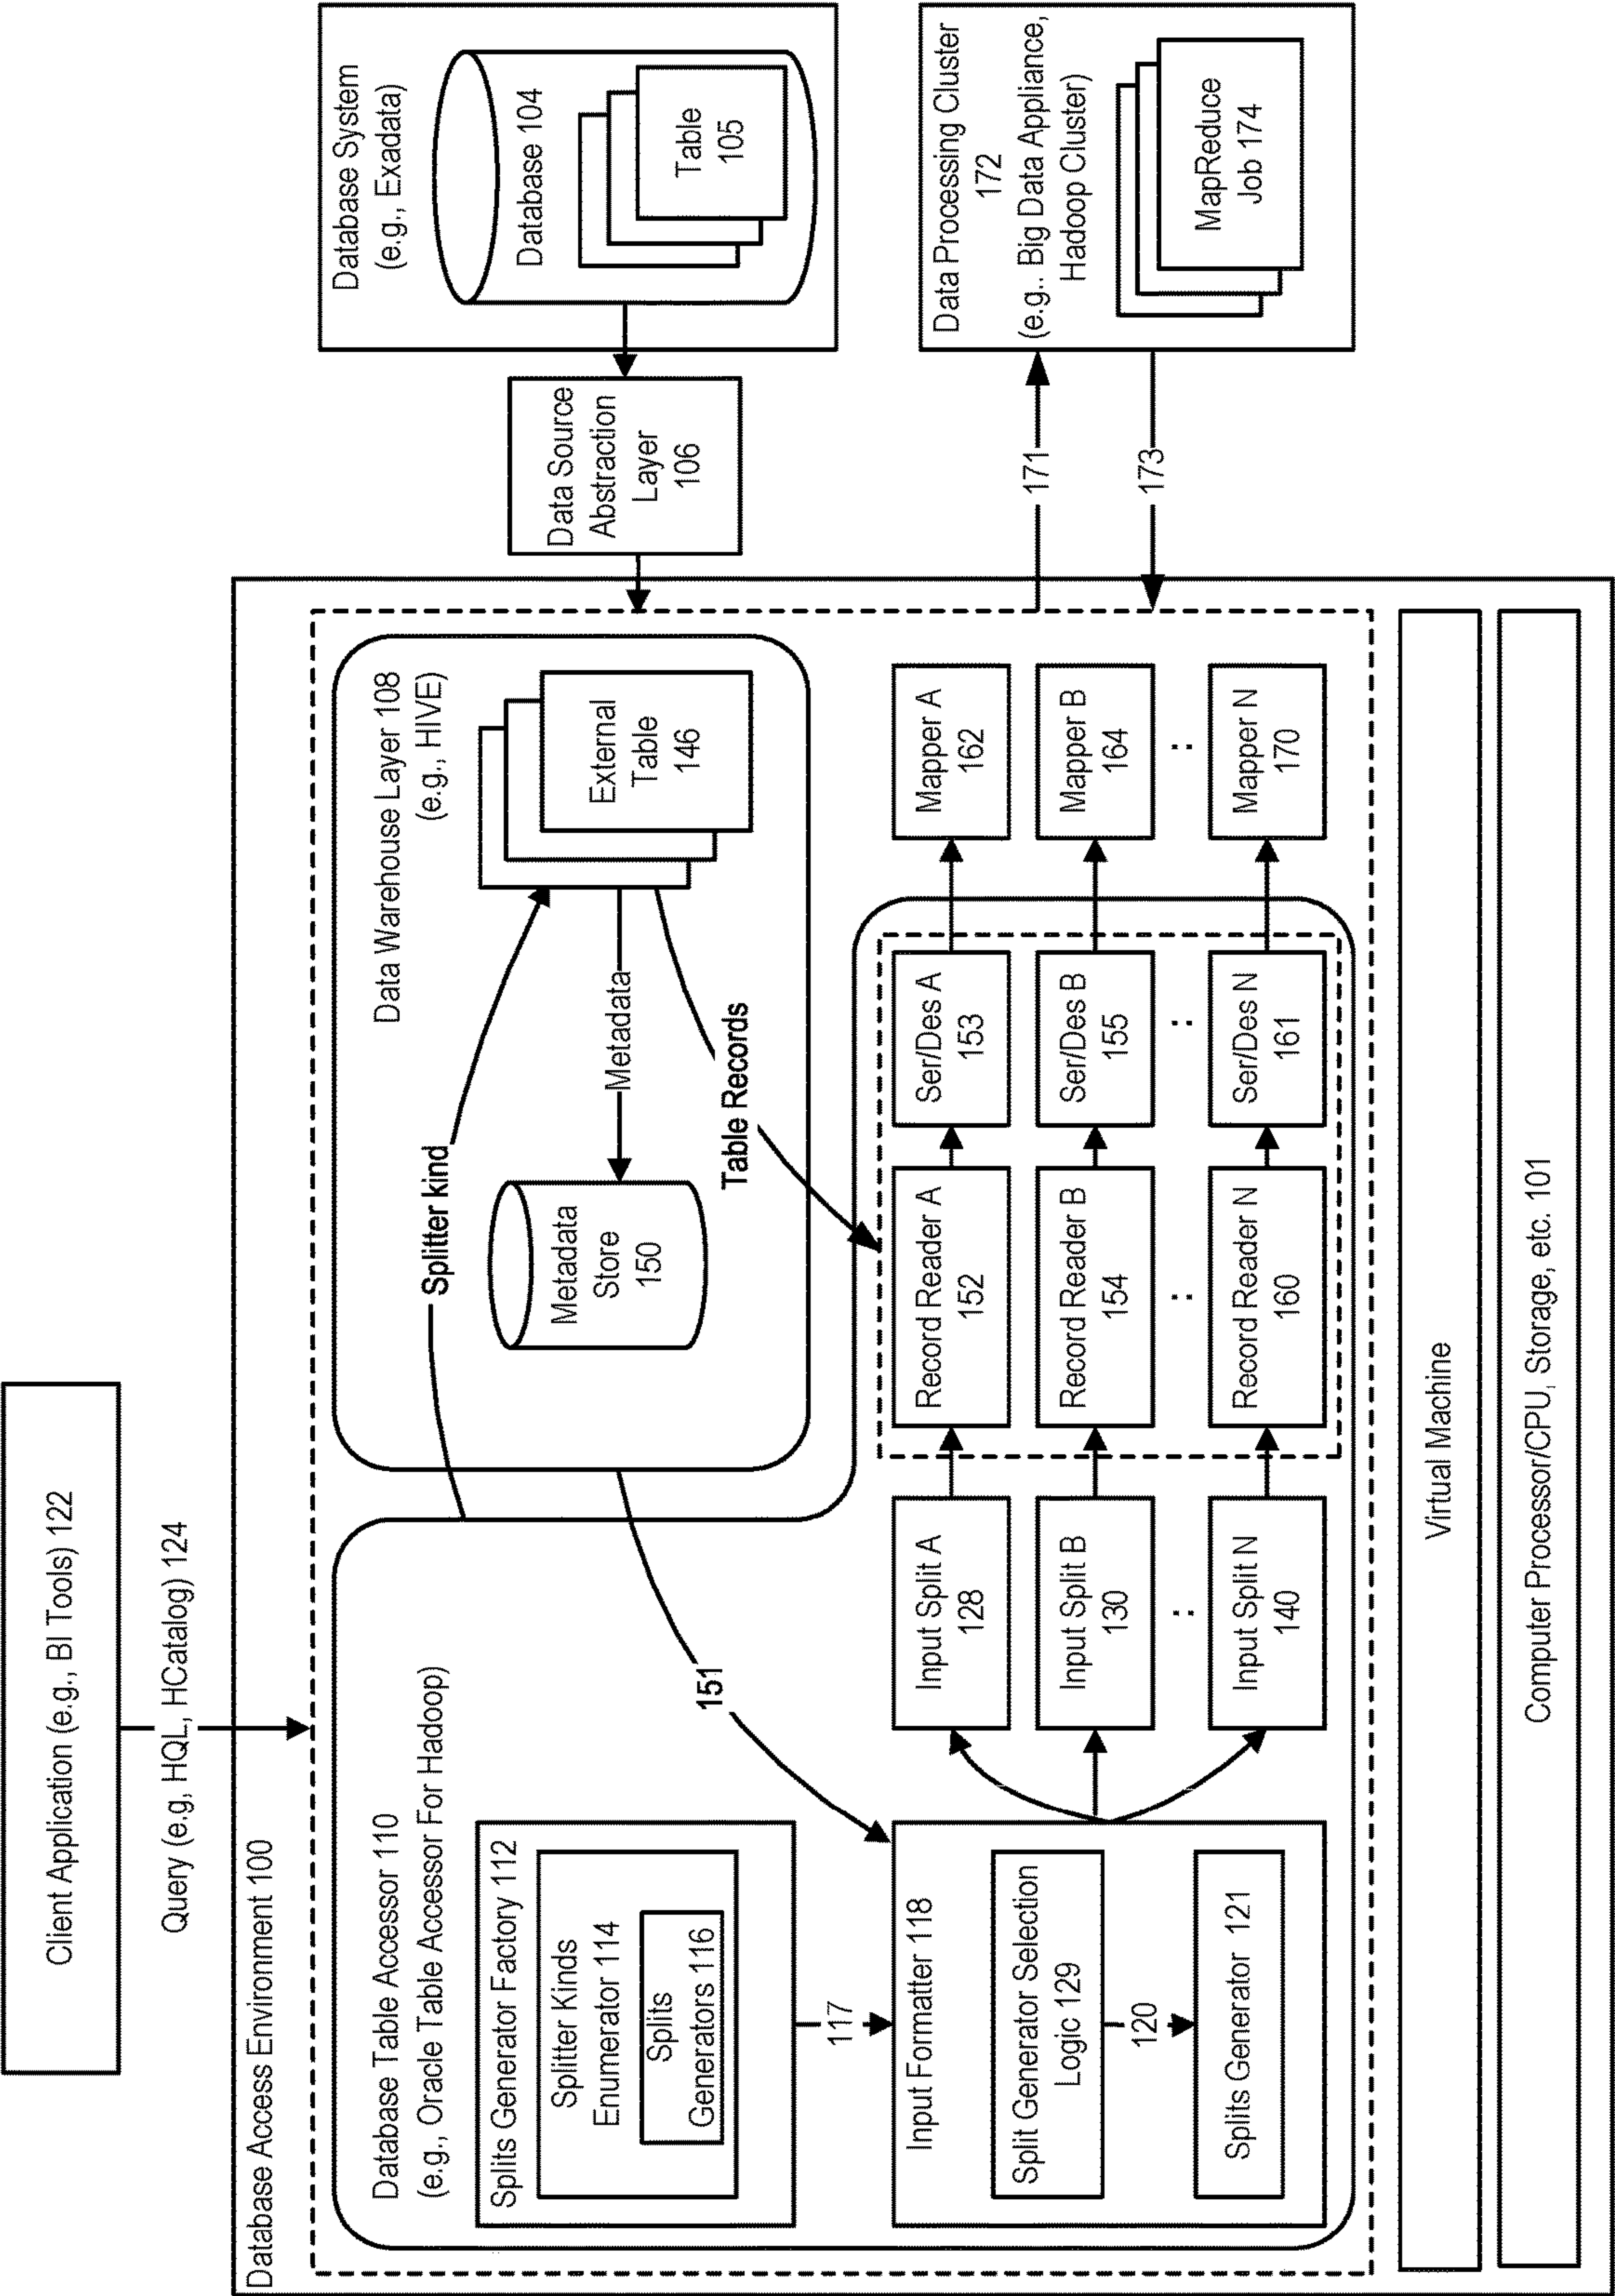 Client Application (e.g., BI Tools) 122
Query (e.g, HQL, HCatalog) 124
Database Access Environment 100
Database Table Accessor 110
(e.g., Oracle Table Accessor For Hadoop)
Splits Generator Factory 112
Splitter Kinds
Enumerator 114
Splits
Generators 116
117
Input Formatter 118
Split Generator Selection
Logic 129
120
Splits Generator 121
151
Splitter kind
Data Warehouse Layer 108
(e.g., HIVE)
Metadata
Store
150
Metadata
External
Table
146
Table Records
Input Split A
128
Input Split B
130
: :
Input Split N
140
Record Reader A
152
Record Reader B
154
: :
Record Reader N
160
Ser/Des A
153
Ser/Des B
155
: :
Ser/Des N
161
Mapper A
162
Mapper B
164
: :
Mapper N
170
Virtual Machine
Computer Processor/CPU, Storage, etc. 101
Data Source
Abstraction
Layer
106
Database System
(e.g., Exadata)
Database 104
Table
105
171
173
Data Processing Cluster
172
(e.g.. Big Data Appliance,
Hadoop Cluster)
MapReduce
Job 174